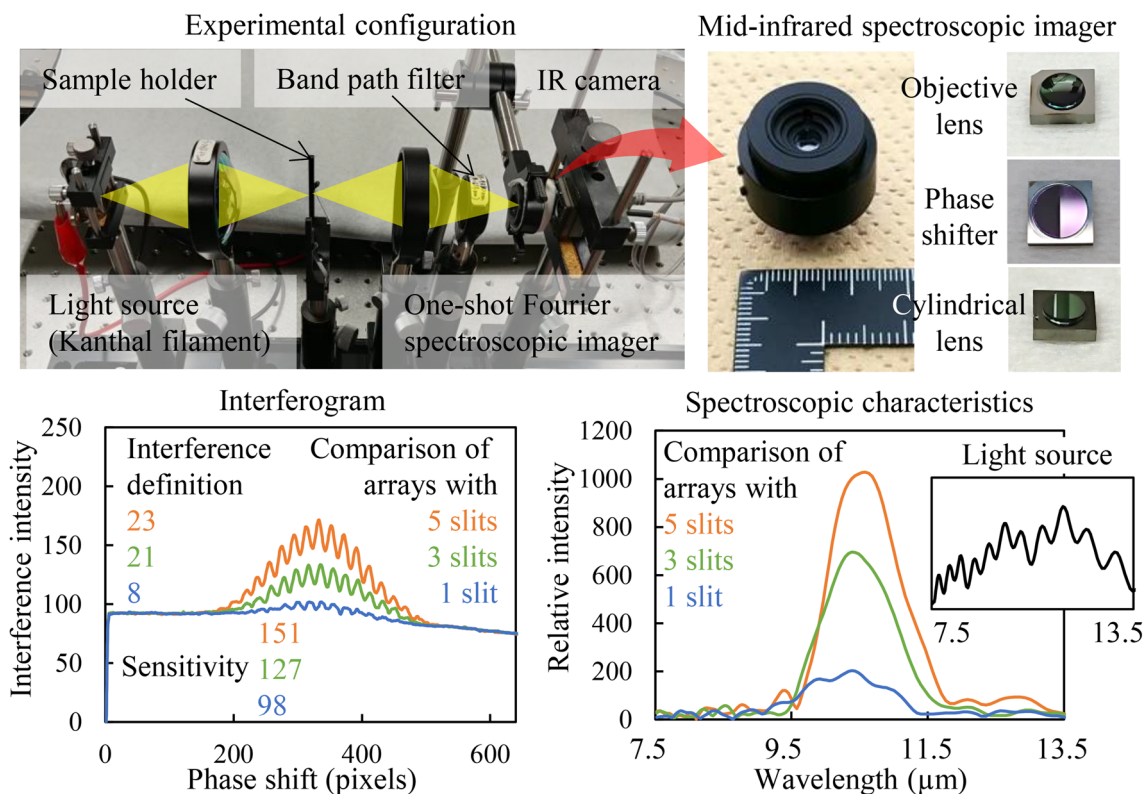 Experimental configuration
Sample holder
Band path filter
IR camera
Light source
(Kanthal filament)
One-shot Fourier
spectroscopic imager
Mid-infrared spectroscopic imager
Objective
lens
Phase
shifter
Cylindrical
lens
Interferogram
Interference intensity
250
200
150
100
50
0
Interference
definition
23
21
8
Comparison of
arrays with
5 slits
3 slits
1 slit
Sensitivity
151
127
98
0
200
400
600
Phase shift (pixels)
Spectroscopic characteristics
Relative intensity
1200
1000
800
600
400
200
0
Comparison of
arrays with
5 slits
3 slits
1 slit
Light source
7.5
13.5
7.5
9.5
11.5
13.5
Wavelength (µm)